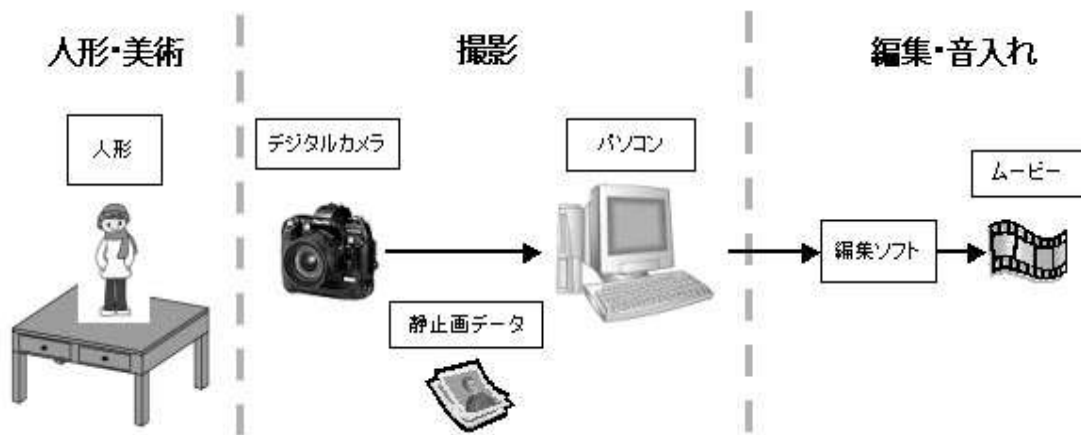 人形・美術
撮影
編集・音入れ
人形
デジタルカメラ
パソコン
ムービー
編集ソフト
静止画データ